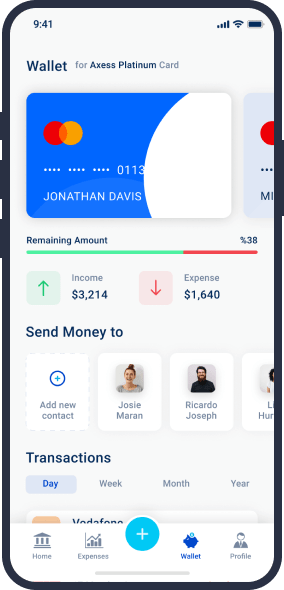 9:41
Wallet for Axess Platinum Card
•••• •••• •••• 0113
JONATHAN DAVIS
••• 
MI
Remaining Amount %38
Income
$3,214
Expense
$1,640
Send Money to
Add new
contact
Josie
Maran
Ricardo
Joseph
Li
Hun
Transactions
Day Week Month Year
Vodafone
Home Expenses Wallet Profile